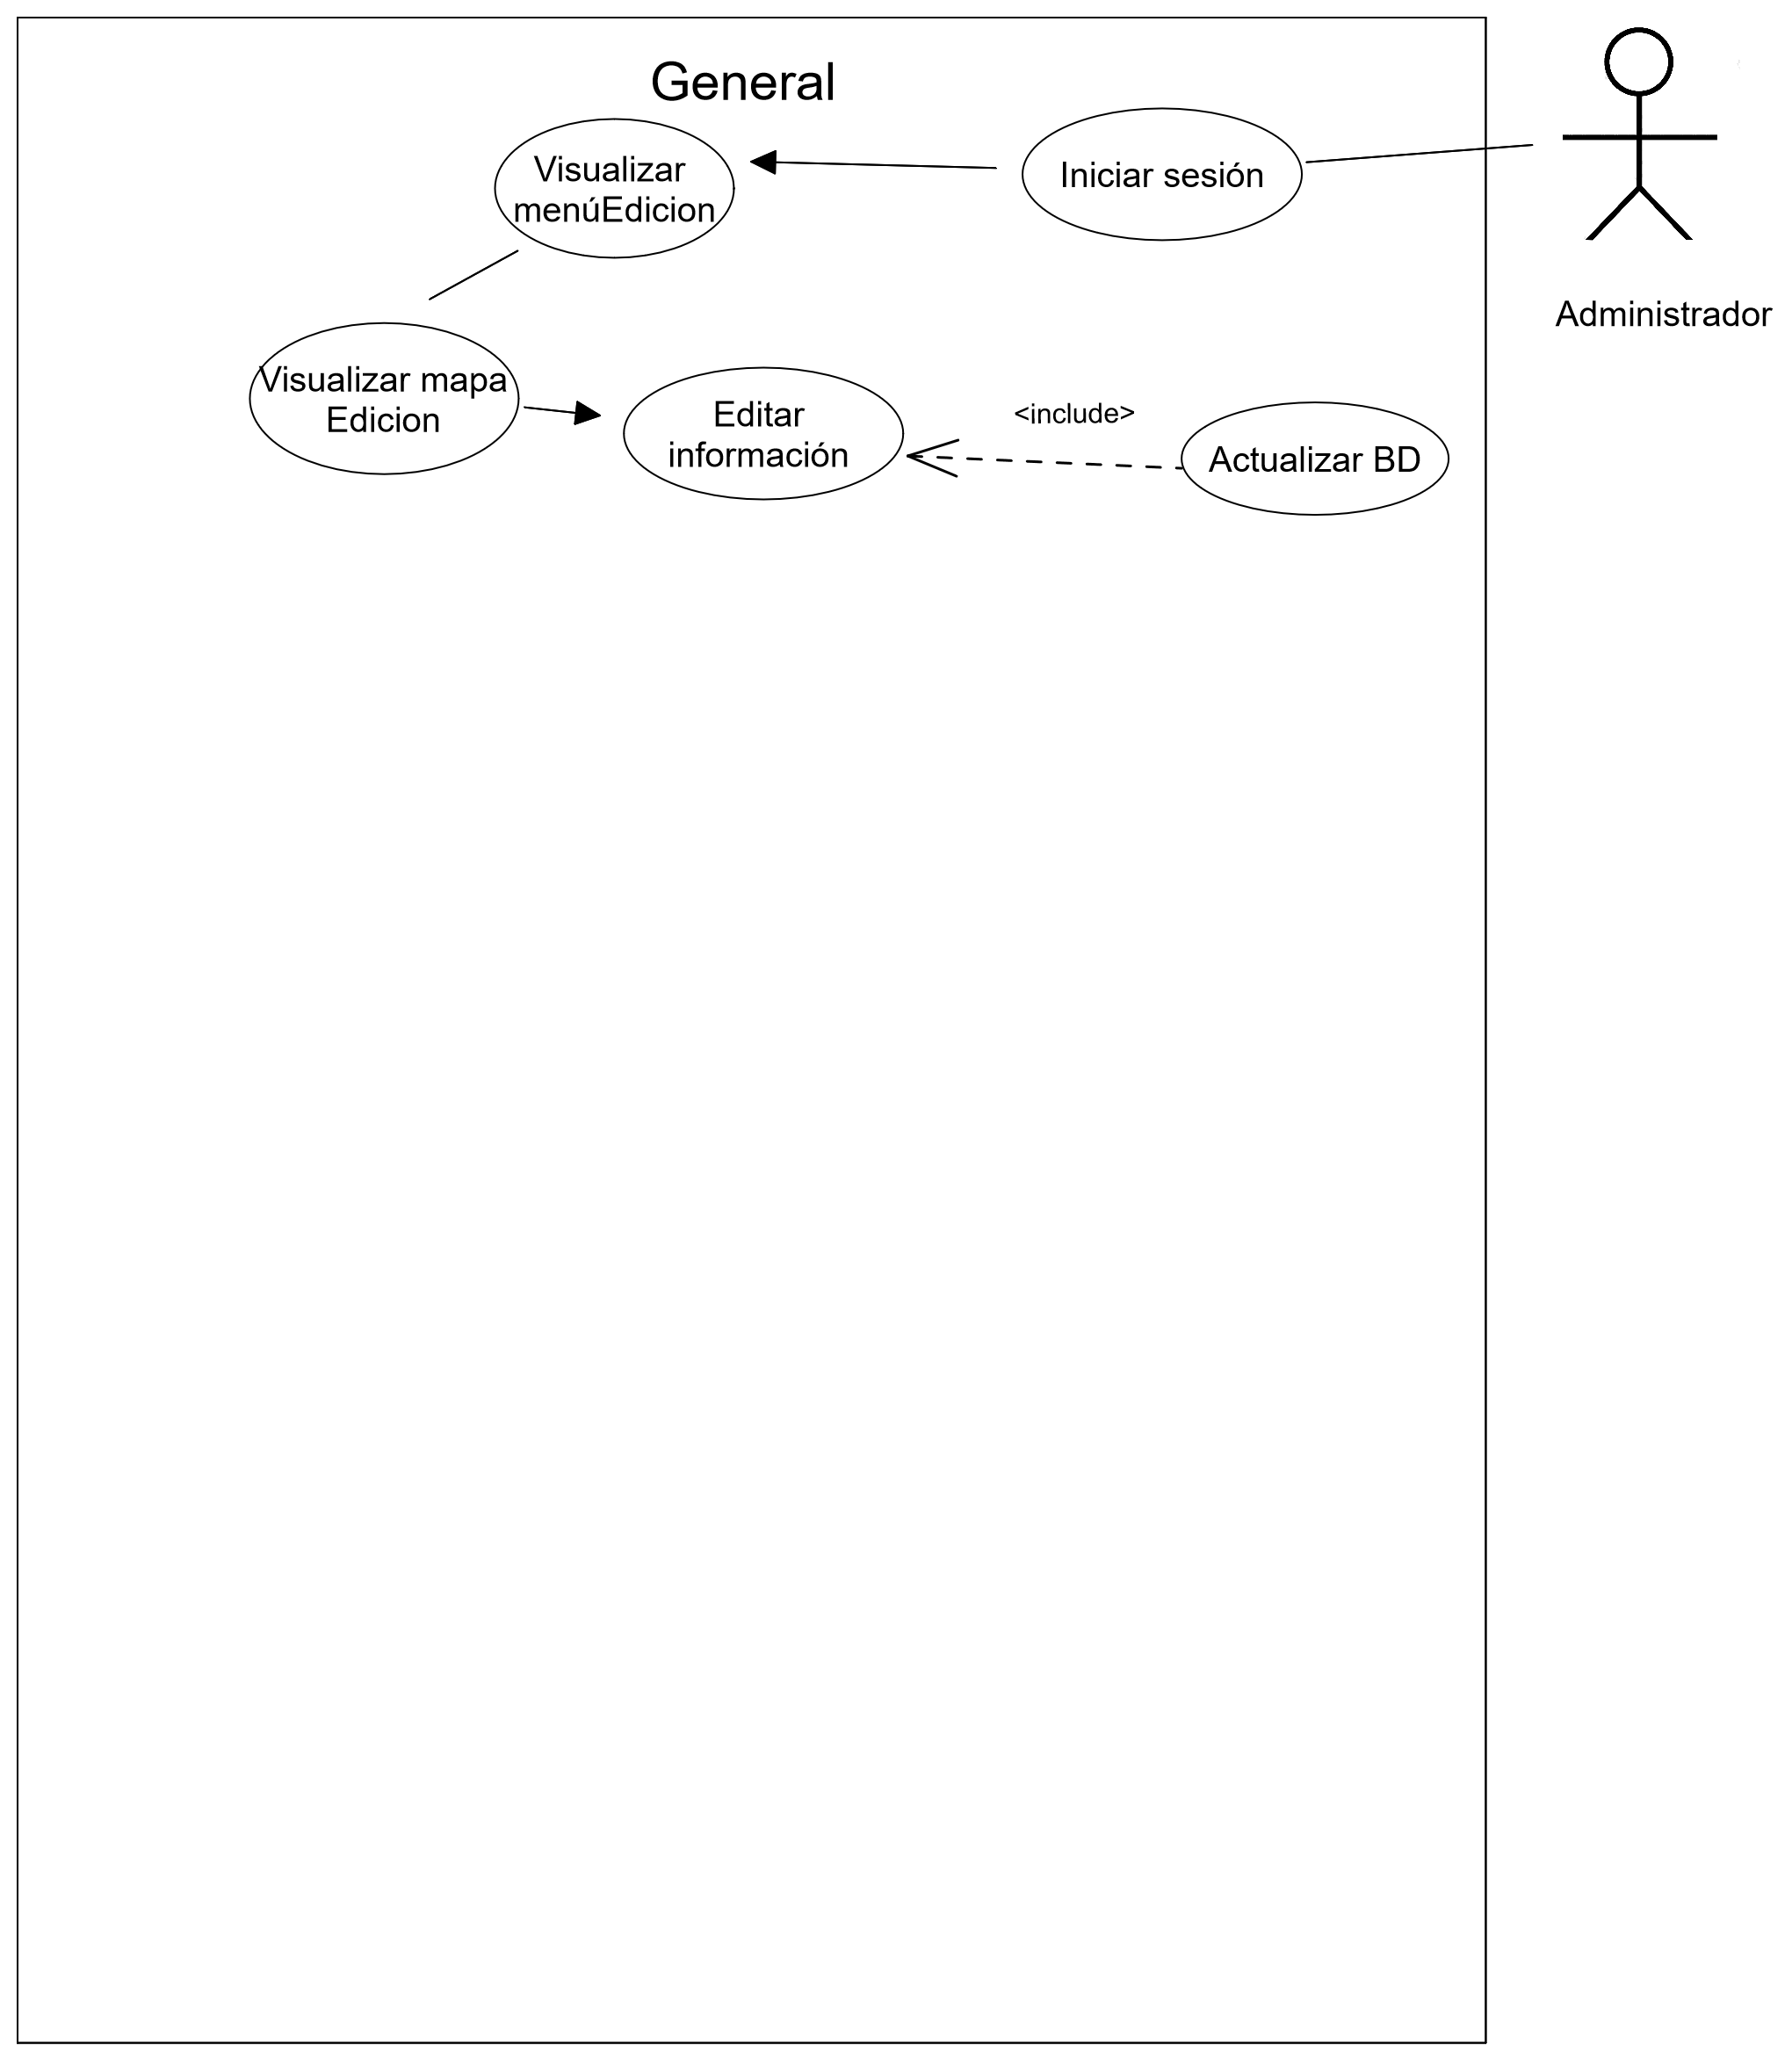 General
Visualizar
menúEdicion
Iniciar sesión
Administrador
Visualizar mapa
Edicion
Editar
información
<include>
Actualizar BD